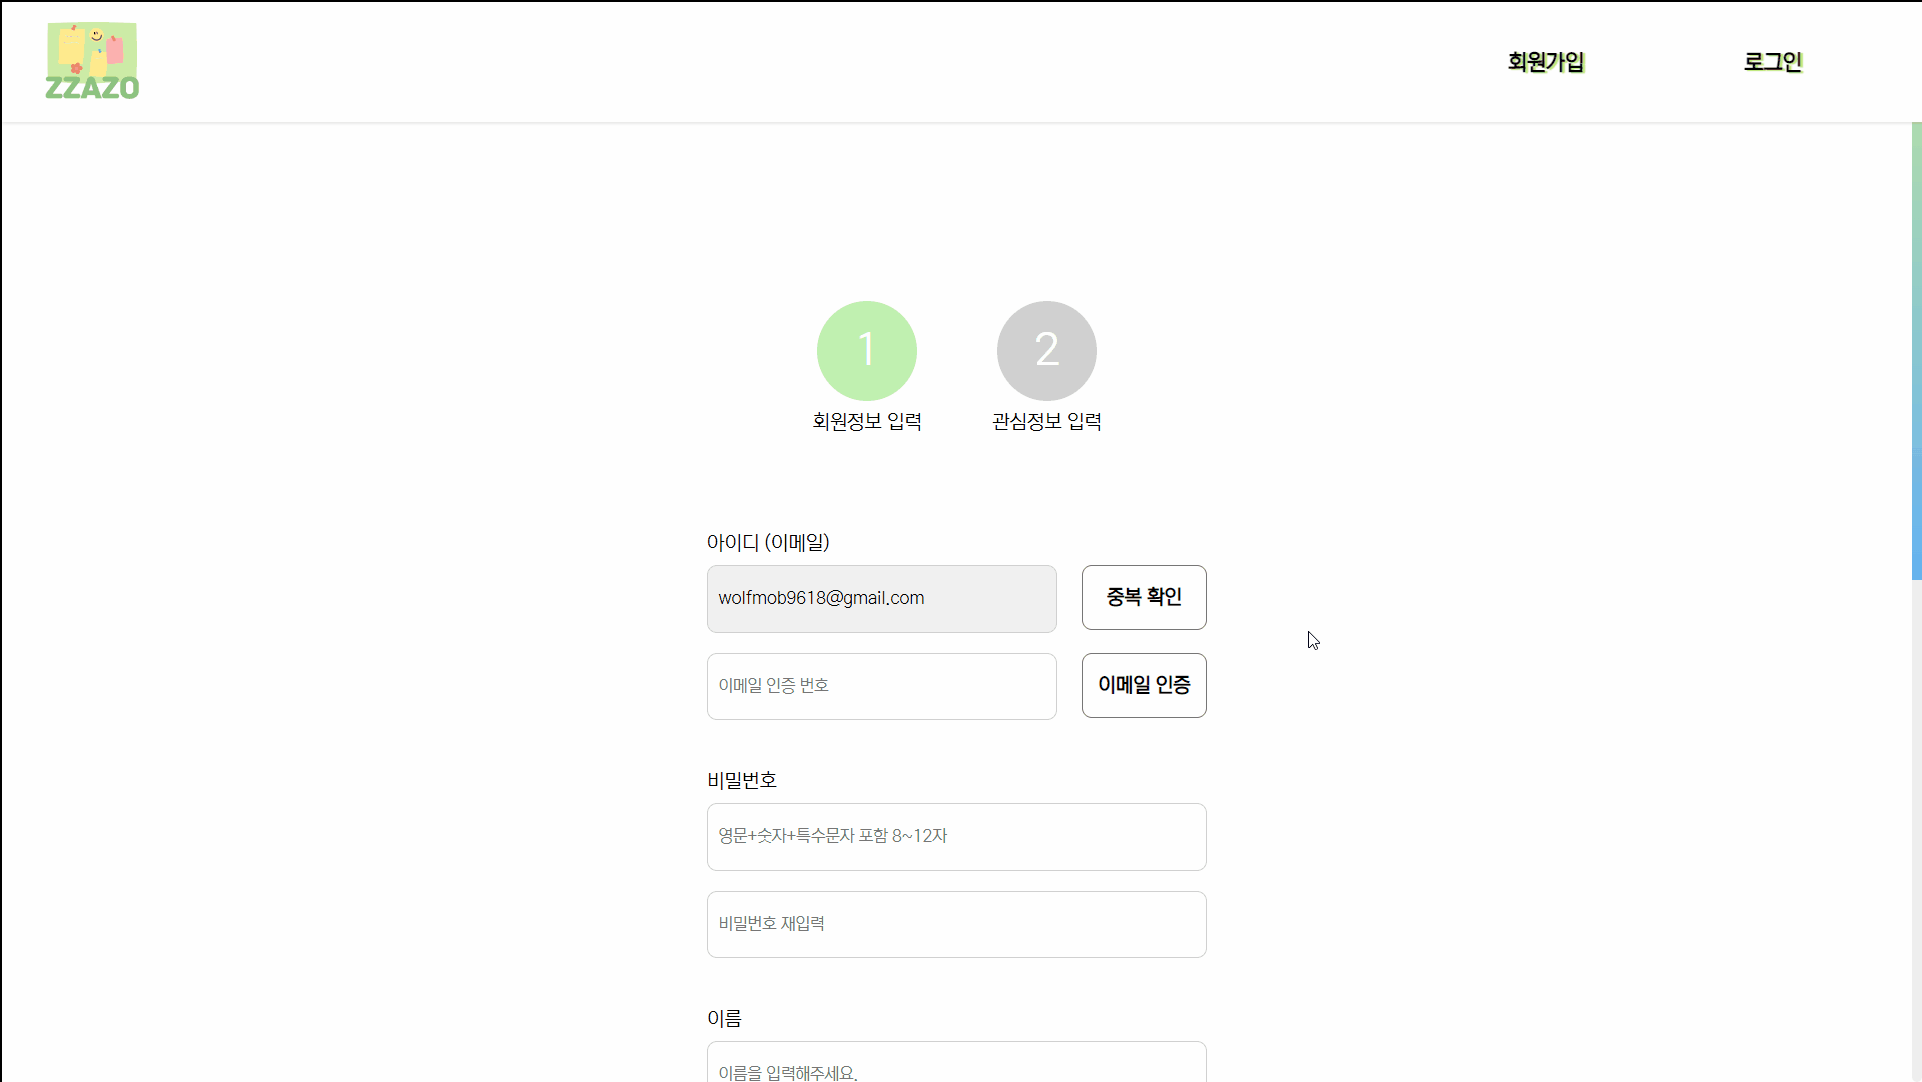 ZZAZO
회원가입
로그인
1
2
회원정보 입력
관심정보 입력
아이디 (이메일)
wolfmob9618@gmail.com
중복 확인
이메일 인증 번호
이메일 인증
비밀번호
영문+숫자+특수문자 포함 8~12자
비밀번호 재입력
이름
이름을 입력해주세요.